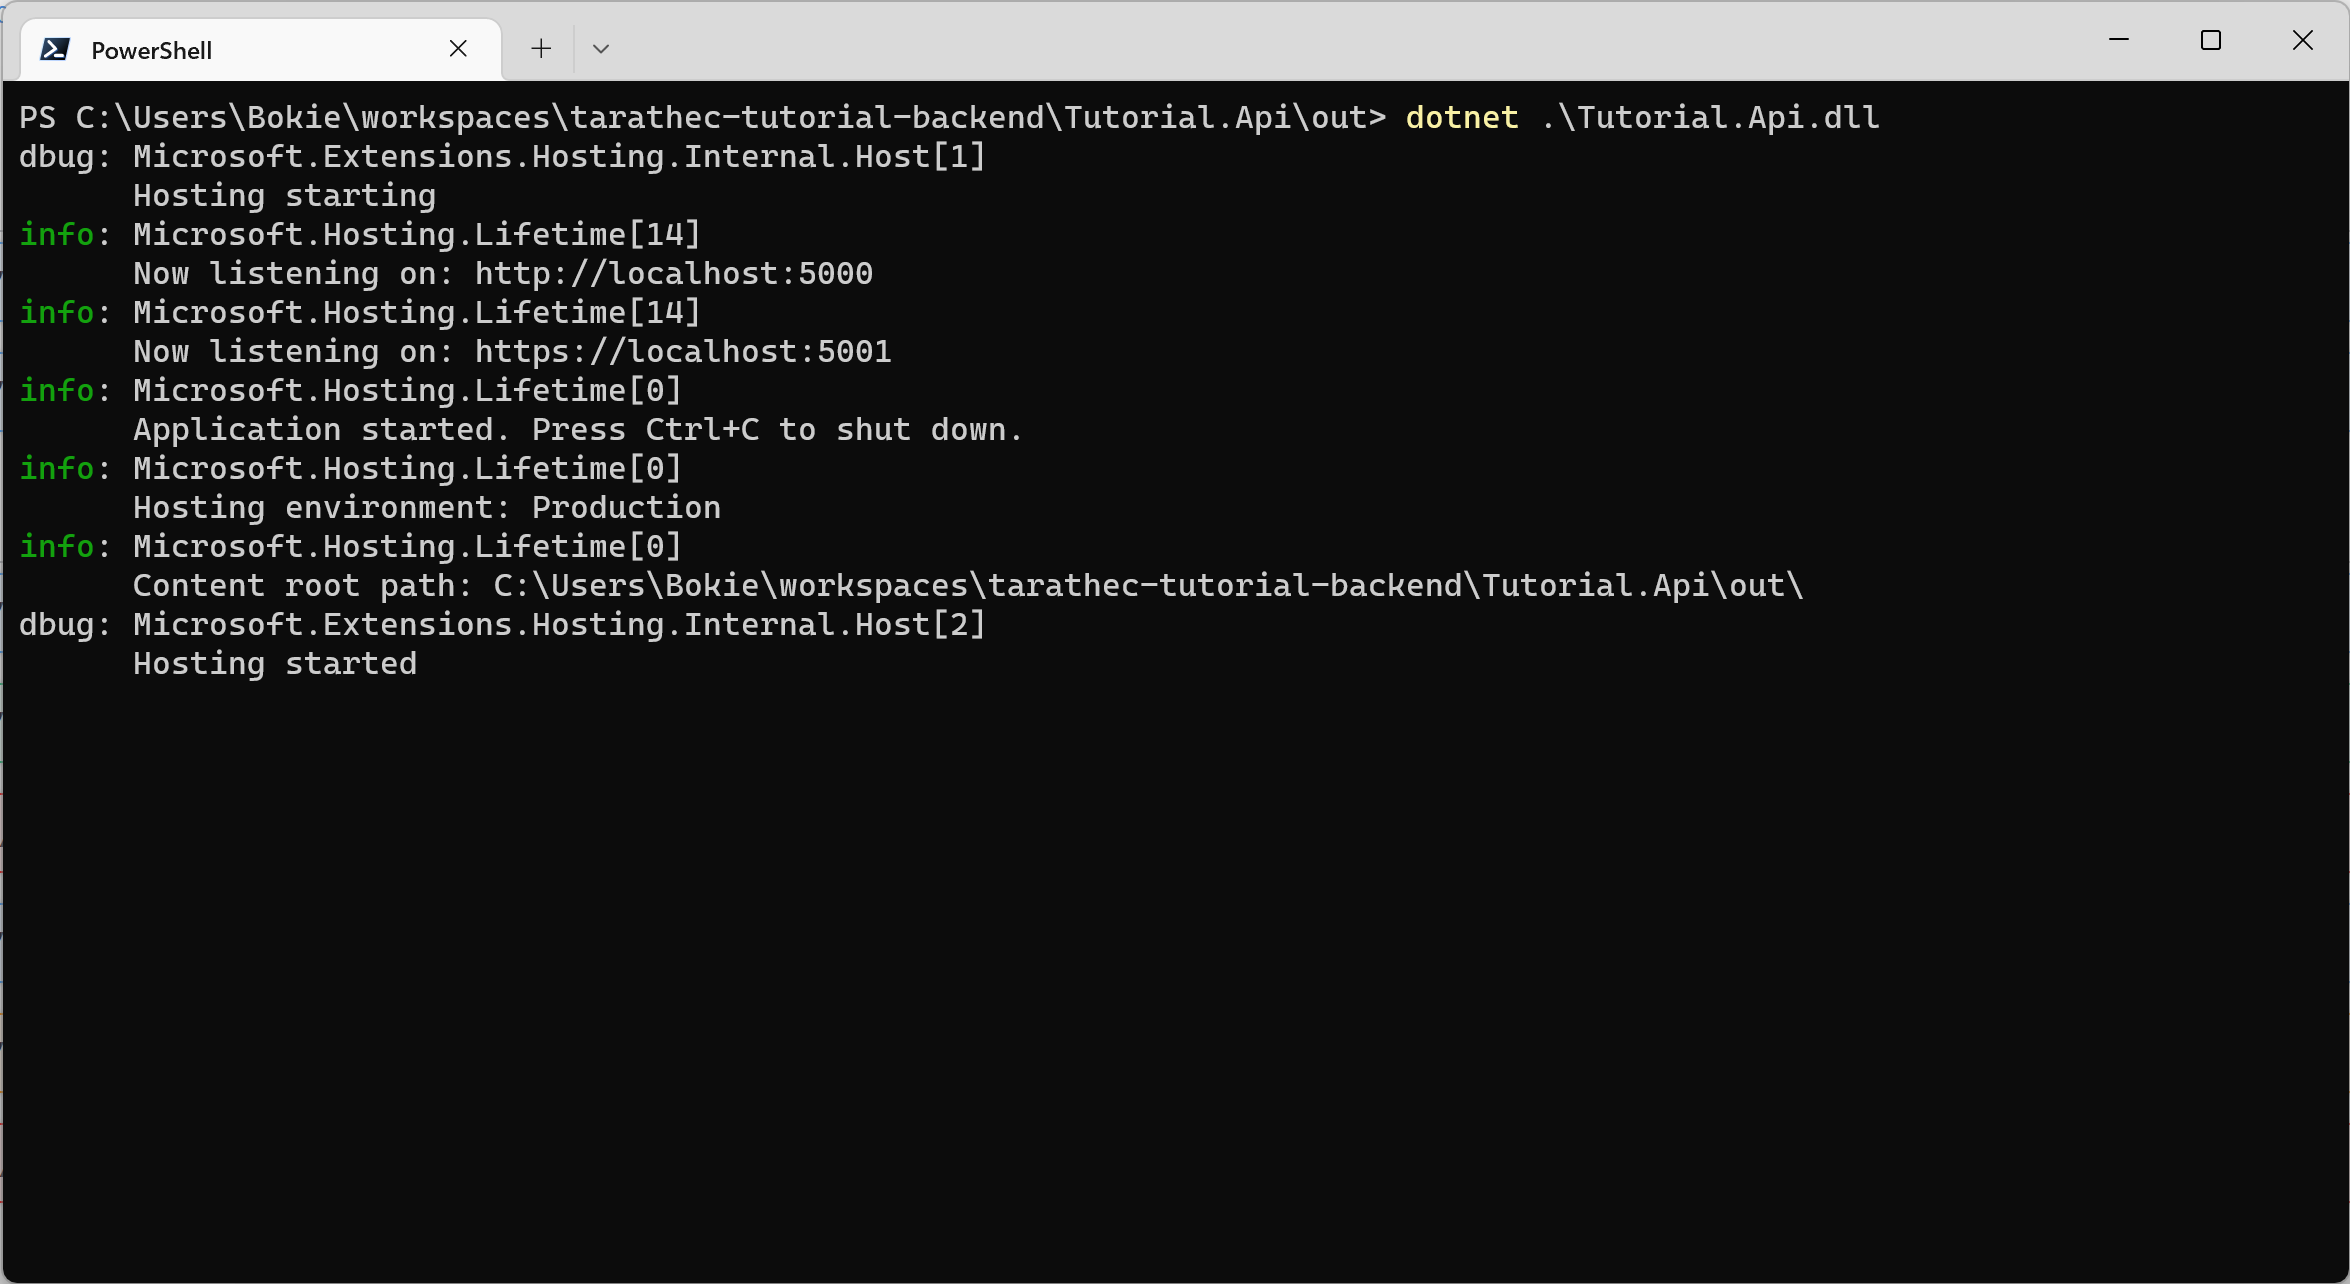 PowerShell
PS C:\Users\Bokie\workspaces\tarathec-tutorial-backend\Tutorial.Api\out> dotnet .\Tutorial.Api.dll
dbug: Microsoft.Extensions.Hosting.Internal.Host[1]
      Hosting starting
info: Microsoft.Hosting.Lifetime[14]
      Now listening on: http://localhost:5000
info: Microsoft.Hosting.Lifetime[14]
      Now listening on: https://localhost:5001
info: Microsoft.Hosting.Lifetime[0]
      Application started. Press Ctrl+C to shut down.
info: Microsoft.Hosting.Lifetime[0]
      Hosting environment: Production
info: Microsoft.Hosting.Lifetime[0]
      Content root path: C:\Users\Bokie\workspaces\tarathec-tutorial-backend\Tutorial.Api\out\
dbug: Microsoft.Extensions.Hosting.Internal.Host[2]
      Hosting started